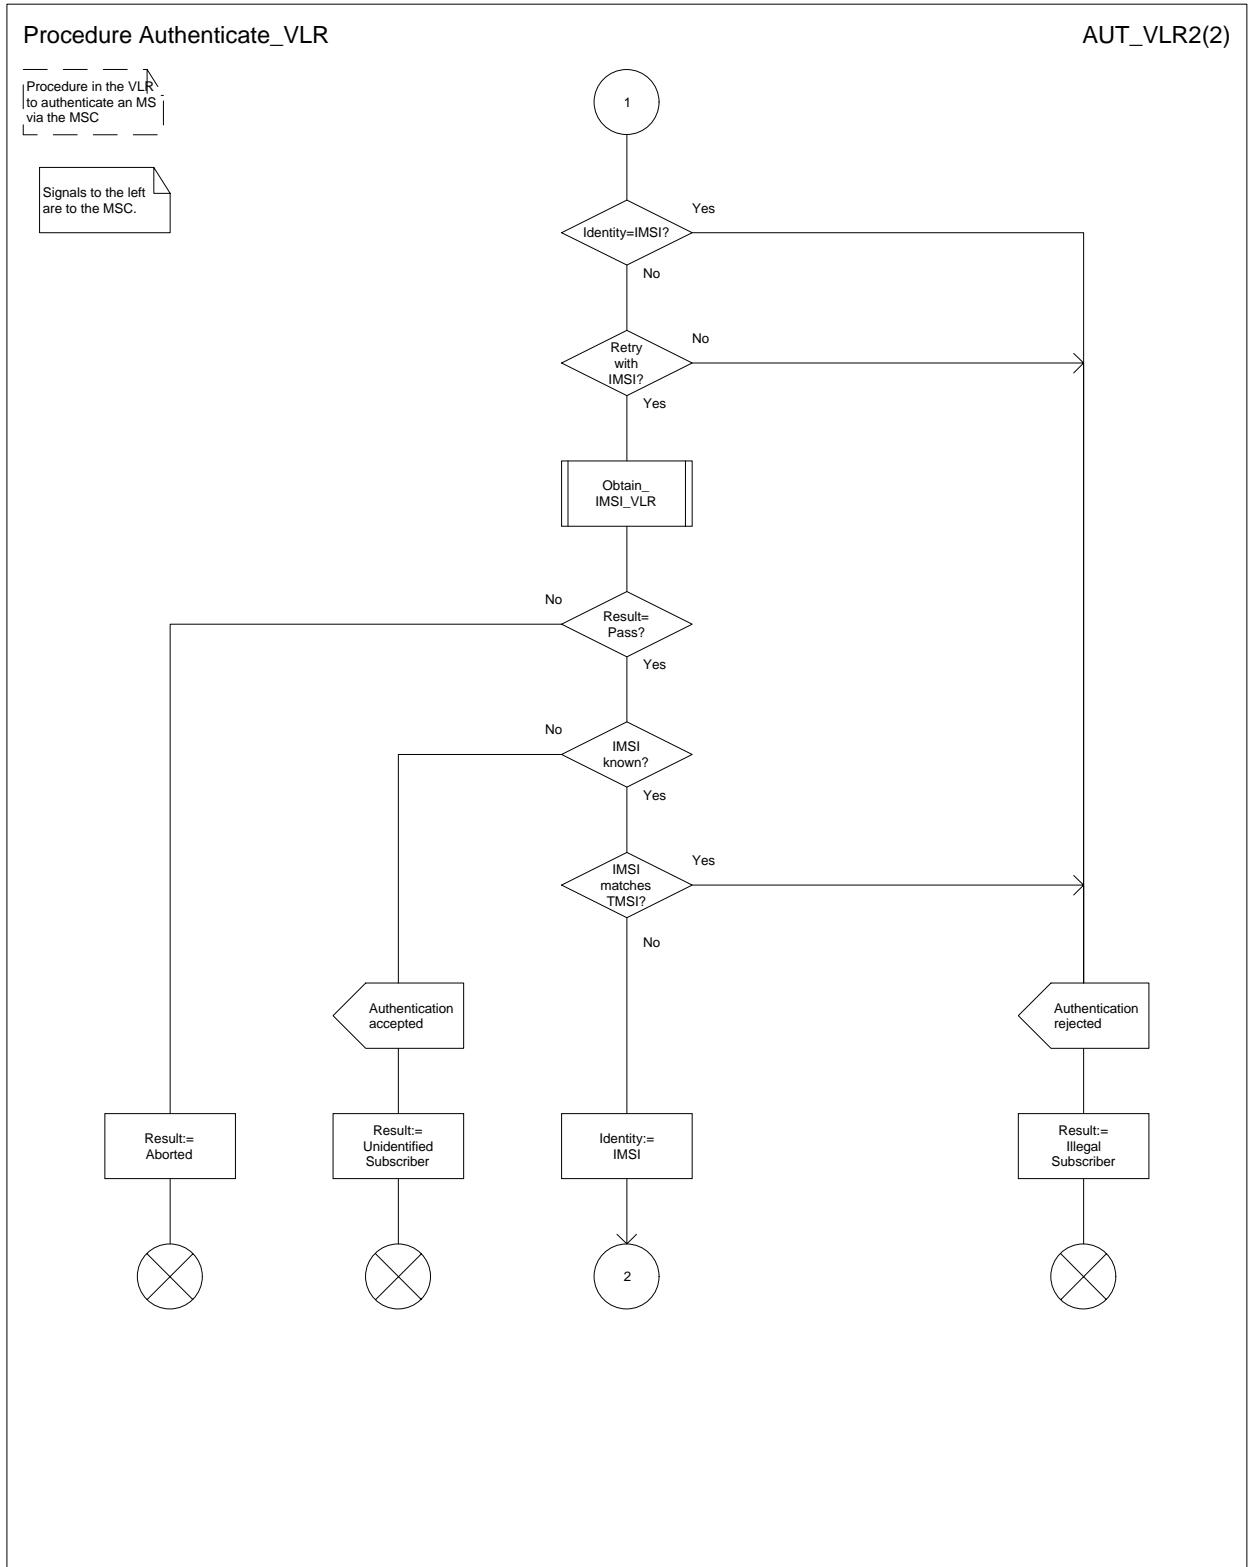 Procedure Authenticate_VLR
AUT_VLR2(2)
Procedure in the VLR
to authenticate an MS
via the MSC
Signals to the left
are to the MSC.
1
Identity=IMSI?
Yes
No
Retry
with
IMSI?
No
Yes
Obtain_
IMSI_VLR
Result=
Pass?
No
Yes
IMSI
known?
No
Yes
IMSI
matches
TMSI?
Yes
No
Authentication
accepted
Authentication
rejected
Result:=
Aborted
Result:=
Unidentified
Subscriber
Identity:=
IMSI
Result:=
Illegal
Subscriber
2